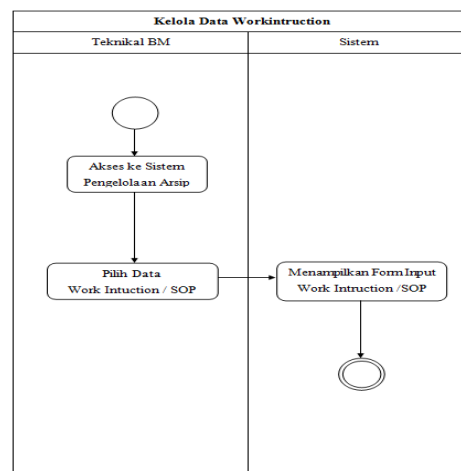 Kelola Data Workintruction
Teknikal BM
Sistem
Akses ke Sistem
Pengelolaan Arsip
Pilih Data
Work Intuction / SOP
Menampilkan Form Input
Work Intruction /SOP